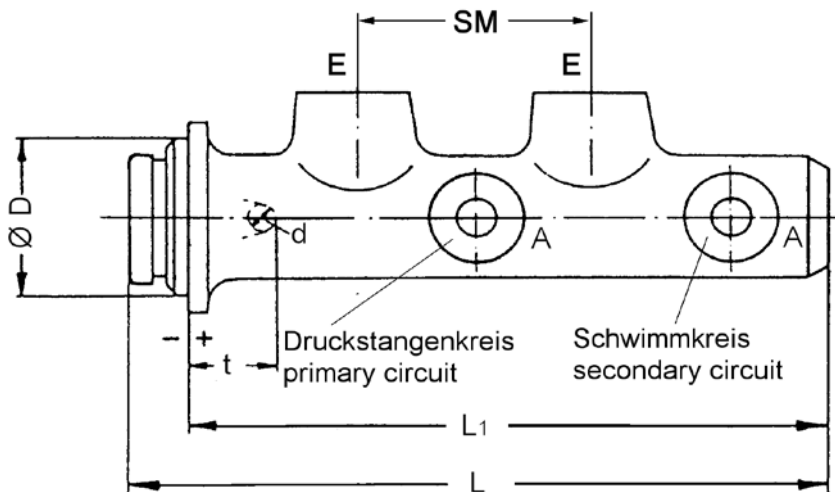 SM
E E
Ø D
d
A A
- +
t
Druckstangenkreis
primary circuit
Schwimmkreis
secondary circuit
L1
L